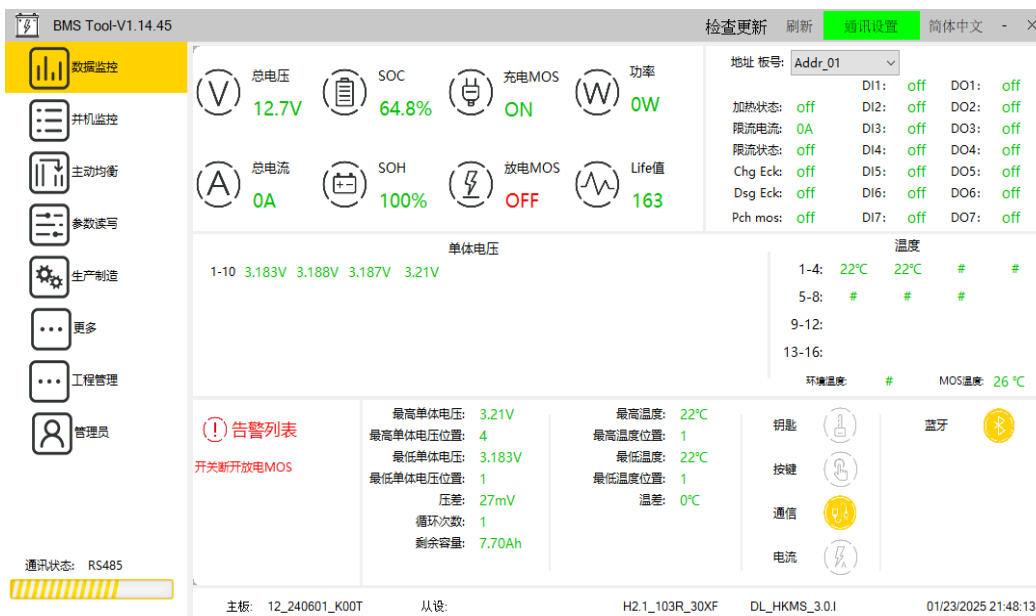 BMS Tool-V1.14.45 检查更新 刷新 通讯设置 简体中文 - ×
数据监控
并机监控
主动均衡
参数读写
生产制造
更多
工程管理
管理员
通讯状态: RS485
总电压 SOC 充电MOS 功率
12.7V 64.8% ON 0W
总电流 SOH 放电MOS Life值
0A 100% OFF 163
地址 板号: Addr_01
DI1: off DO1: off
加热状态: off DI2: off DO2: off
限流电流: 0A DI3: off DO3: off
限流状态: off DI4: off DO4: off
Chg Eck: off DI5: off DO5: off
Dsg Eck: off DI6: off DO6: off
Pch mos: off DI7: off DO7: off
单体电压
1-10 3.183V 3.188V 3.187V 3.21V
温度
1-4: 22℃ 22℃ # #
5-8: # # #
9-12:
13-16:
环境温度: # MOS温度: 26 ℃
告警列表
开关断开放电MOS
最高单体电压: 3.21V
最高单体电压位置: 4
最低单体电压: 3.183V
最低单体电压位置: 1
压差: 27mV
循环次数: 1
剩余容量: 7.70Ah
最高温度: 22℃
最高温度位置: 1
最低温度: 22℃
最低温度位置: 1
温差: 0℃
钥匙
按键
通信
电流
蓝牙
主板: 12_240601_K00T 从设: H2.1_103R_30XF DL_HKMS_3.0.I 01/23/2025 21:48:13